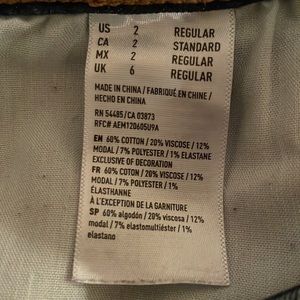 US 2 REGULAR
CA 2 STANDARD
MX 2 REGULAR
UK 6 REGULAR
MADE IN CHINA / FABRIQUÉ EN CHINE /
HECHO EN CHINA
RN 54485/CA 03873
RFC# AEM120605U9A
EN 60% COTTON / 20% VISCOSE / 12%
MODAL / 7% POLYESTER / 1% ELASTANE
EXCLUSIVE OF DECORATION
FR 60% COTON / 20% VISCOSE / 12%
MODAL / 7% POLYESTER / 1%
ÉLASTHANNE
À L'EXCEPTION DE LA GARNITURE
SP 60% algodón / 20% viscosa / 12%
modal / 7% elastomultiéster / 1%
elastano